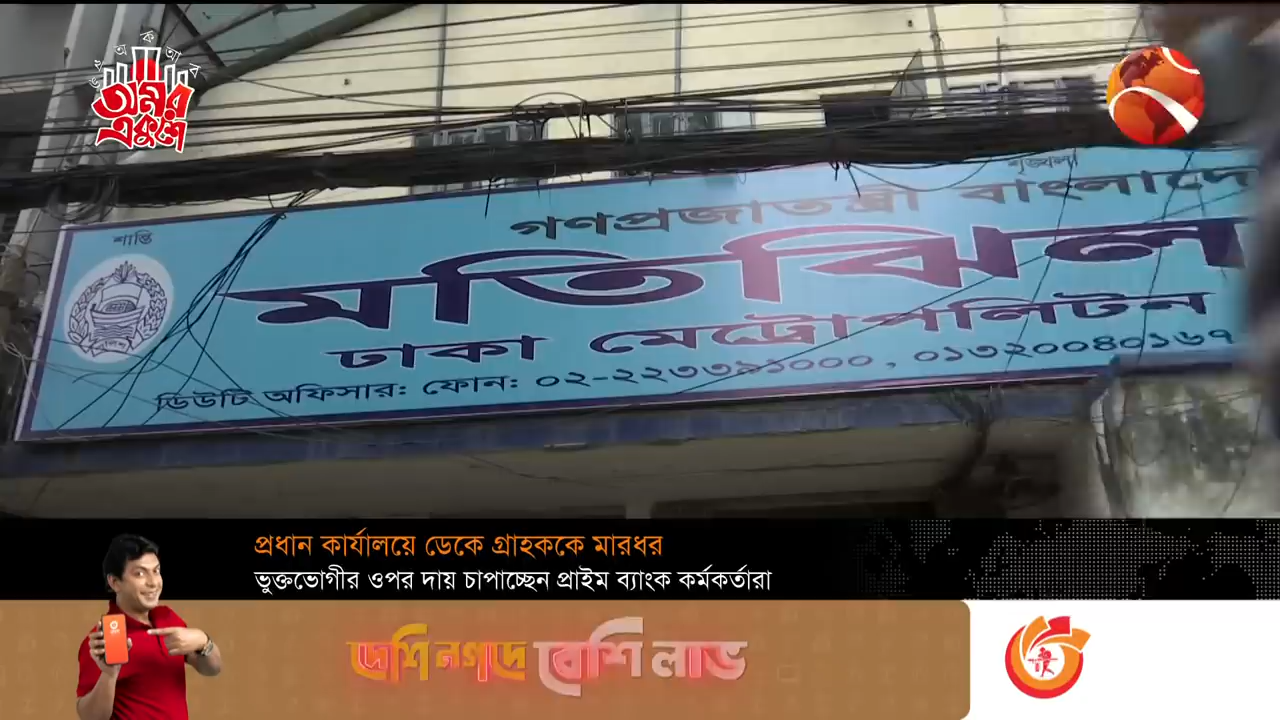 অমর
একুশে
শৃঙ্খলা
শান্তি
গণপ্রজাতন্ত্রী বাংলাদে
মতিঝিল
ঢাকা মেট্রোপলিটন
ডিউটি অফিসার: ফোন: ০২-২২৩৩৯১০০০, ০১৩২০০৪০১৬৭
প্রধান কার্যালয়ে ডেকে গ্রাহককে মারধর
ভুক্তভোগীর ওপর দায় চাপাচ্ছেন প্রাইম ব্যাংক কর্মকর্তারা
বেশি লাভ